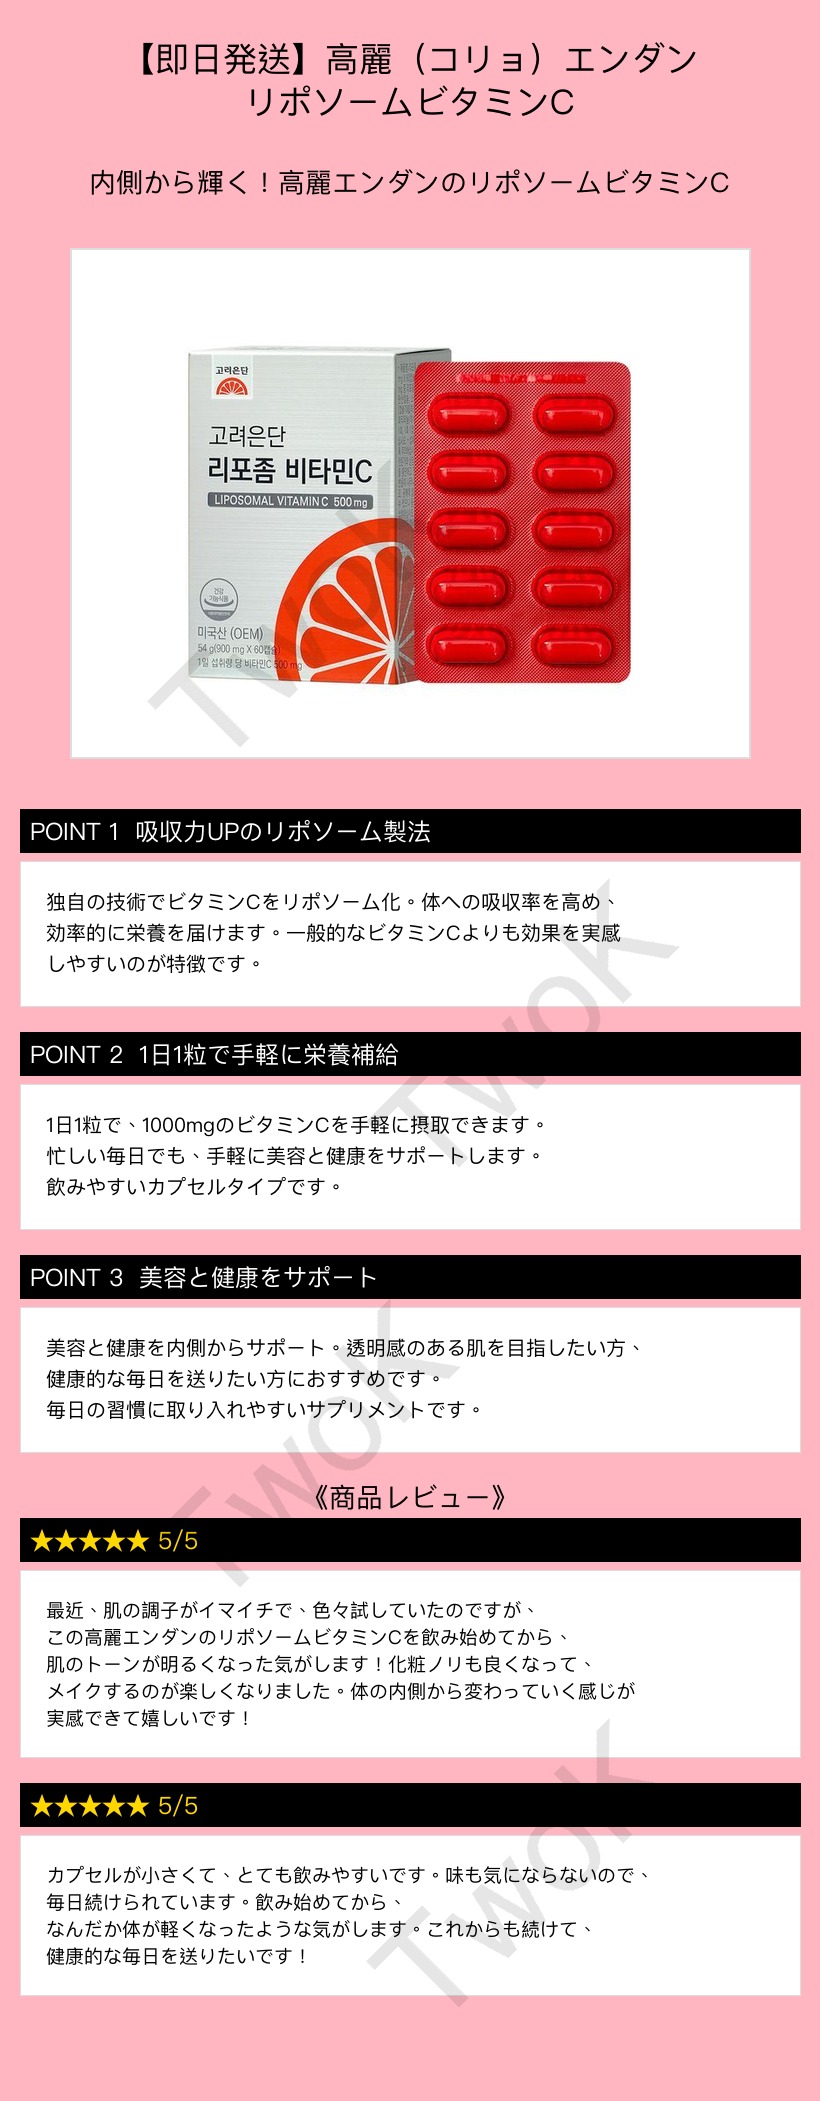 【即日発送】高麗（コリョ）エンダン
リポソームビタミンC
内側から輝く！高麗エンダンのリポソームビタミンC
고려은단
고려은단
리포좀 비타민C
LIPOSOMAL VITAMIN C 500 mg
건강
기능식품
미국산 (OEM)
54 g(900 mg X 60캡슐)
1일 섭취량 당 비타민C 500 mg
TwoK
POINT 1 吸収力UPのリポソーム製法
独自の技術でビタミンCをリポソーム化。体への吸収率を高め、
効率的に栄養を届けます。一般的なビタミンCよりも効果を実感
しやすいのが特徴です。
TwoK
POINT 2 1日1粒で手軽に栄養補給
1日1粒で、1000mgのビタミンCを手軽に摂取できます。
忙しい毎日でも、手軽に美容と健康をサポートします。
飲みやすいカプセルタイプです。
POINT 3 美容と健康をサポート
美容と健康を内側からサポート。透明感のある肌を目指したい方、
健康的な毎日を送りたい方におすすめです。
毎日の習慣に取り入れやすいサプリメントです。
TwoK
《商品レビュー》
★★★★★ 5/5
最近、肌の調子がイマイチで、色々試していたのですが、
この高麗エンダンのリポソームビタミンCを飲み始めてから、
肌のトーンが明るくなった気がします！化粧ノリも良くなって、
メイクするのが楽しくなりました。体の内側から変わっていく感じが
実感できて嬉しいです！
★★★★★ 5/5
カプセルが小さくて、とても飲みやすいです。味も気にならないので、
毎日続けられています。飲み始めてから、
なんだか体が軽くなったような気がします。これからも続けて、
健康的な毎日を送りたいです！
TwoK